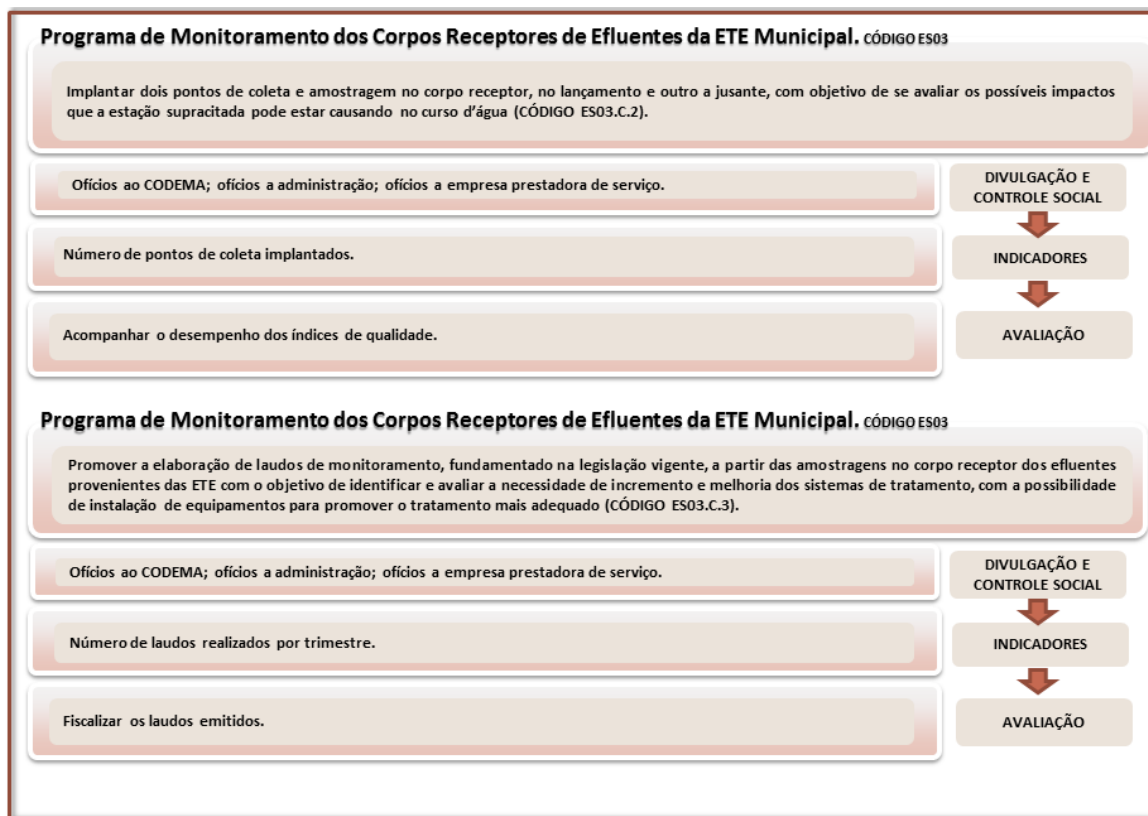 Programa de Monitoramento dos Corpos Receptores de Efluentes da ETE Municipal. CÓDIGO ES03
Implantar dois pontos de coleta e amostragem no corpo receptor, no lançamento e outro a jusante, com objetivo de se avaliar os possíveis impactos
que a estação supracitada pode estar causando no curso d'água (CÓDIGO ES03.C.2).
Ofícios ao CODEMA; ofícios a administração; ofícios a empresa prestadora de serviço.
DIVULGAÇÃO E
CONTROLE SOCIAL
Número de pontos de coleta implantados.
INDICADORES
Acompanhar o desempenho dos índices de qualidade.
AVALIAÇÃO
Programa de Monitoramento dos Corpos Receptores de Efluentes da ETE Municipal. CÓDIGO ES03
Promover a elaboração de laudos de monitoramento, fundamentado na legislação vigente, a partir das amostragens no corpo receptor dos efluentes
provenientes das ETE com o objetivo de identificar e avaliar a necessidade de incremento e melhoria dos sistemas de tratamento, com a possibilidade
de instalação de equipamentos para promover o tratamento mais adequado (CÓDIGO ES03.C.3).
Ofícios ao CODEMA; ofícios a administração; ofícios a empresa prestadora de serviço.
DIVULGAÇÃO E
CONTROLE SOCIAL
Número de laudos realizados por trimestre.
INDICADORES
Fiscalizar os laudos emitidos.
AVALIAÇÃO